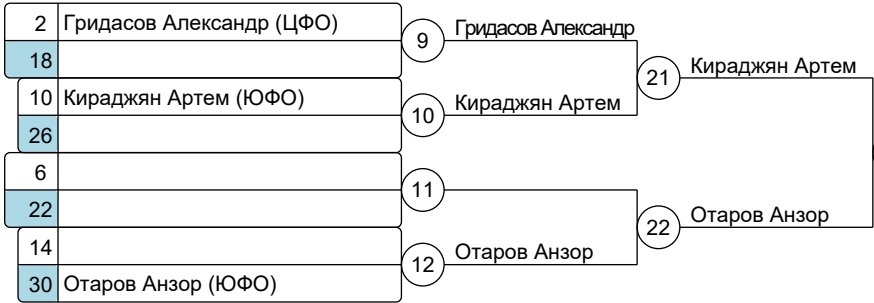 2 Гридасов Александр (ЦФО)
18
9
Гридасов Александр
10 Кираджян Артем (ЮФО)
26
10
Кираджян Артем
21
Кираджян Артем
6
22
11
14
30 Отаров Анзор (ЮФО)
12
Отаров Анзор
22
Отаров Анзор